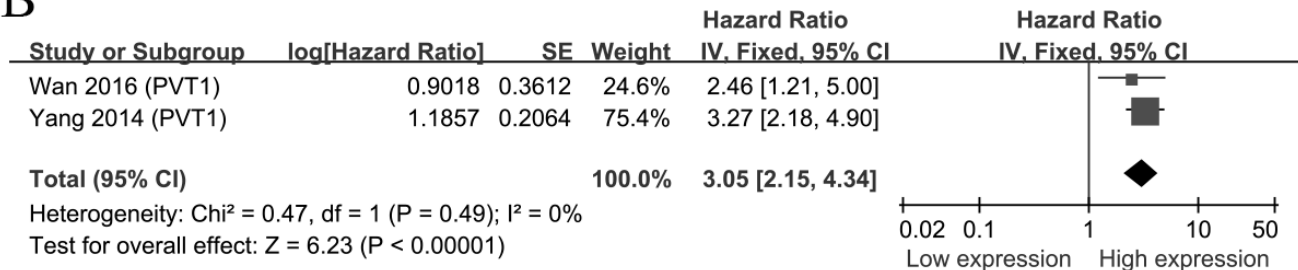 B
Hazard Ratio Hazard Ratio
Study or Subgroup log[Hazard Ratio] SE Weight IV, Fixed, 95% CI IV, Fixed, 95% CI
Wan 2016 (PVT1) 0.9018 0.3612 24.6% 2.46 [1.21, 5.00]
Yang 2014 (PVT1) 1.1857 0.2064 75.4% 3.27 [2.18, 4.90]
Total (95% CI) 100.0% 3.05 [2.15, 4.34]
Heterogeneity: Chi² = 0.47, df = 1 (P = 0.49); I² = 0%
Test for overall effect: Z = 6.23 (P < 0.00001)
0.02 0.1 1 10 50
Low expression High expression